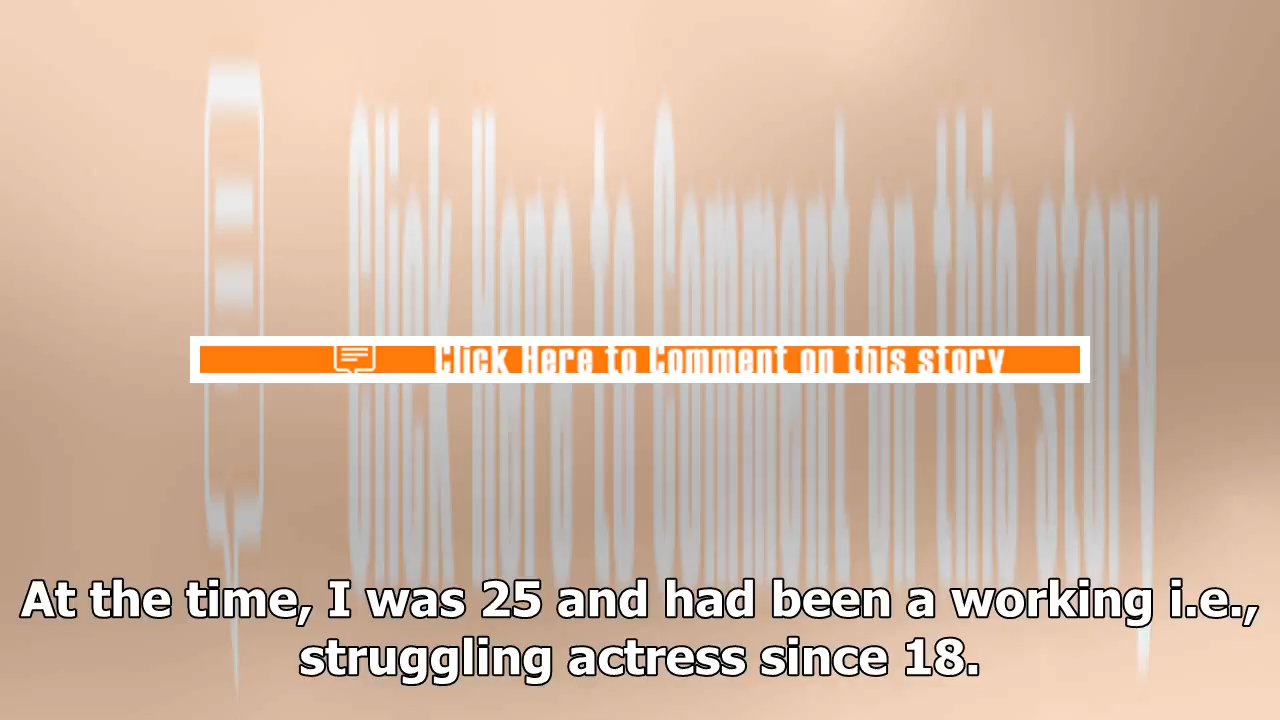 Click Here to Comment on this story
At the time, I was 25 and had been a working i.e.,
struggling actress since 18.